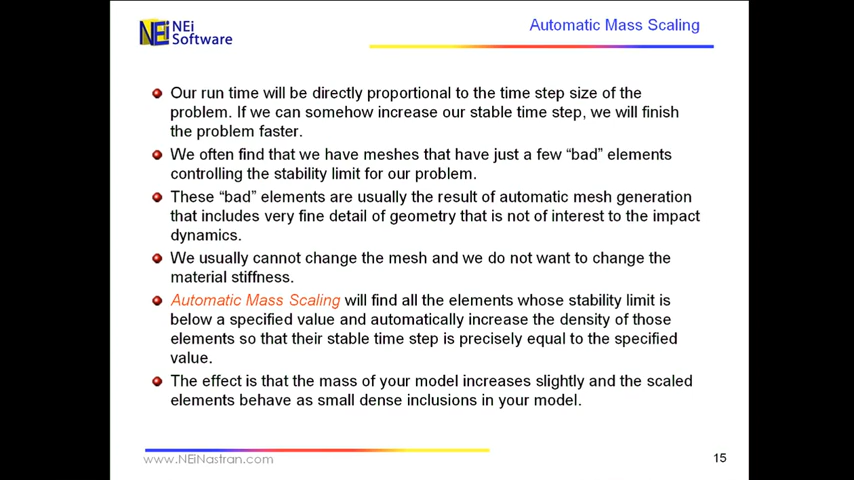 NEi
NEi
Software
Automatic Mass Scaling
Our run time will be directly proportional to the time step size of the
problem. If we can somehow increase our stable time step, we will finish
the problem faster.
We often find that we have meshes that have just a few “bad” elements
controlling the stability limit for our problem.
These “bad” elements are usually the result of automatic mesh generation
that includes very fine detail of geometry that is not of interest to the impact
dynamics.
We usually cannot change the mesh and we do not want to change the
material stiffness.
Automatic Mass Scaling will find all the elements whose stability limit is
below a specified value and automatically increase the density of those
elements so that their stable time step is precisely equal to the specified
value.
The effect is that the mass of your model increases slightly and the scaled
elements behave as small dense inclusions in your model.
www.NEiNastran.com
15